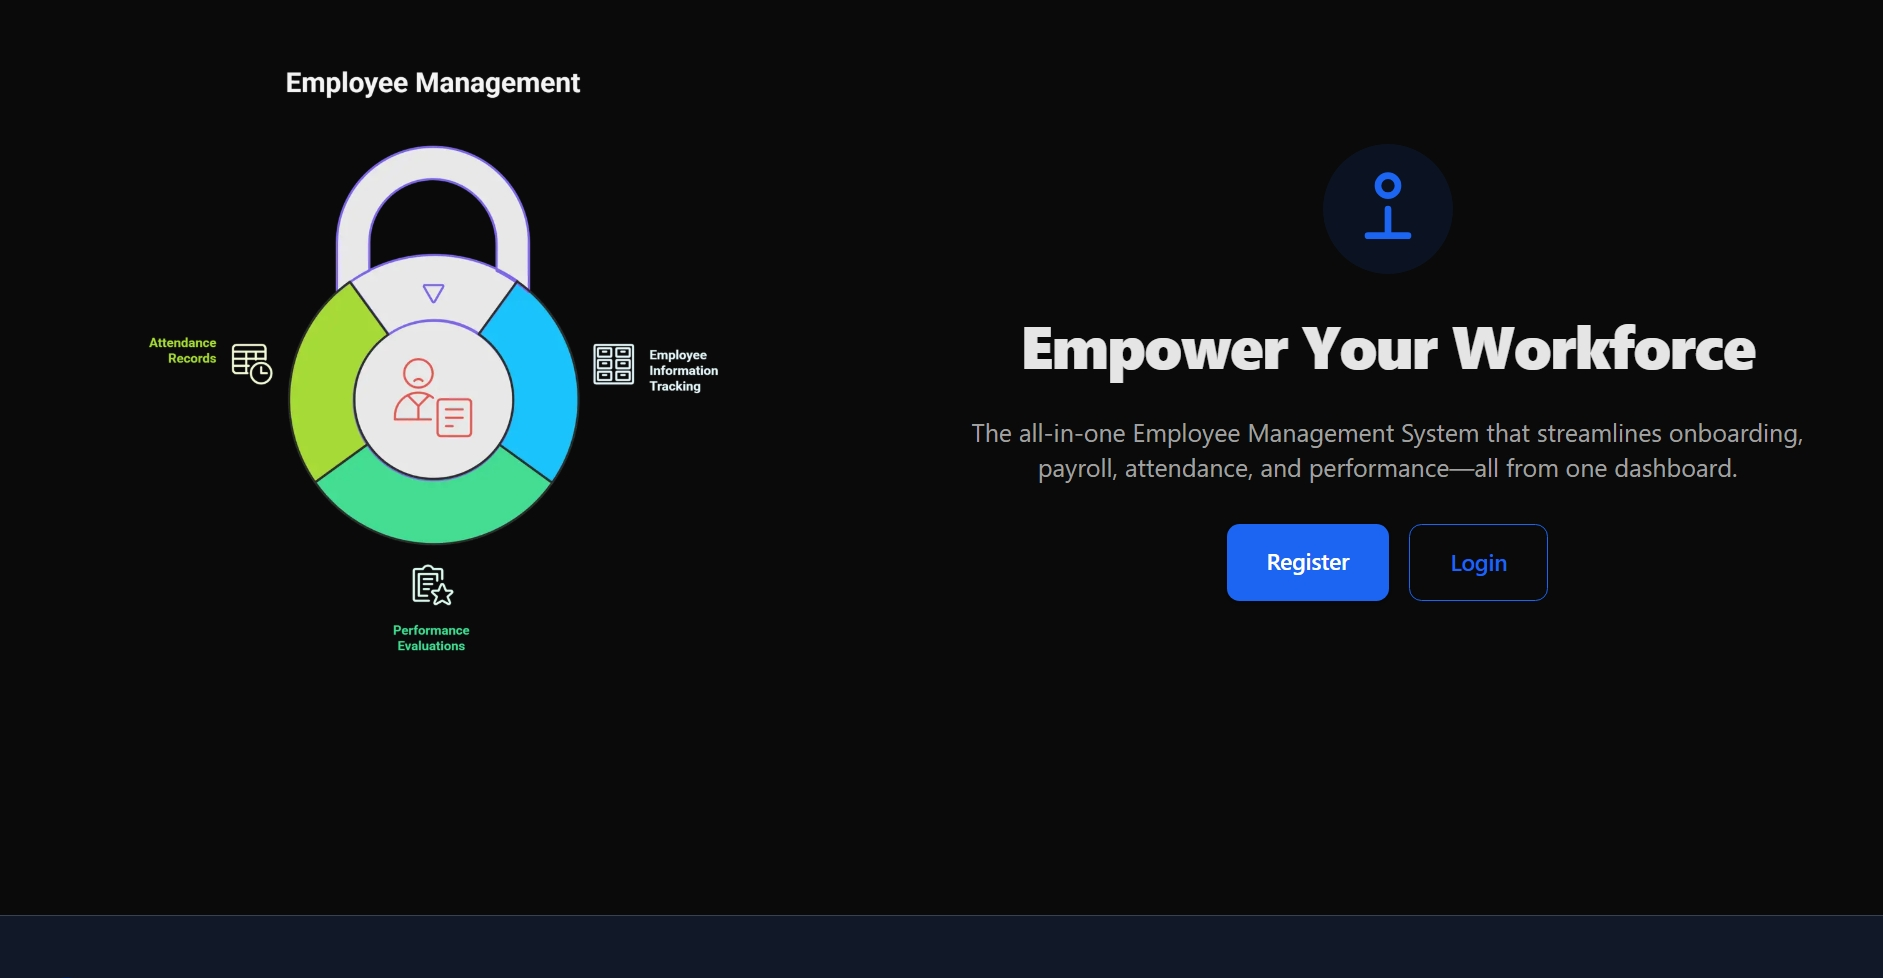 Employee Management
Attendance
Records
Employee
Information
Tracking
Performance
Evaluations
Empower Your Workforce
The all-in-one Employee Management System that streamlines onboarding,
payroll, attendance, and performance—all from one dashboard.
Register
Login